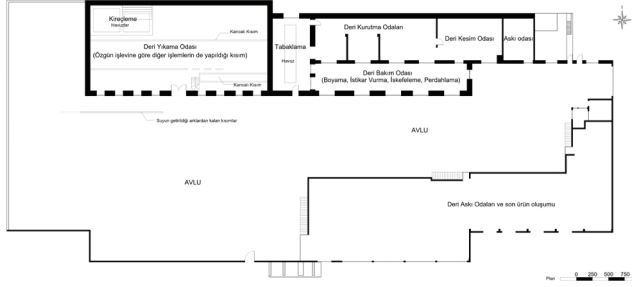 Kireçleme
Havuzlar
Kanallı Kısım
Deri Yıkama Odası
(Özgün işlevine göre diğer işlemlerin de yapıldığı kısım)
Kanallı Kısım
Tabaklama
Havuz
Deri Kurutma Odaları
Deri Kesim Odası
Askı odası
Deri Bakım Odası
(Boyama, İstikar Vurma, İskefeleme, Perdahlama)
Suyun getirildiği arklardan kalan kısımlar
AVLU
AVLU
Deri Askı Odaları ve son ürün oluşumu
Plan
0 250 500 750